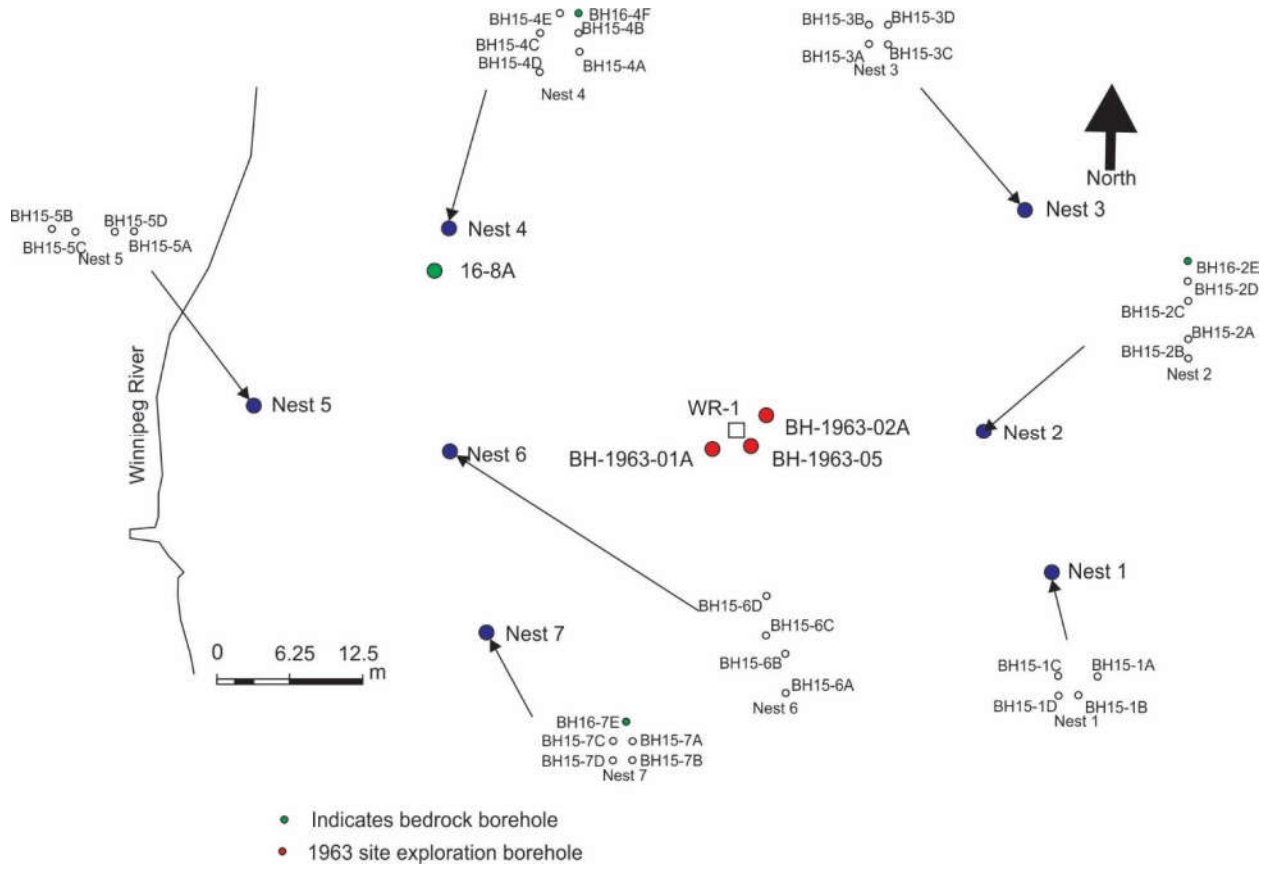 BH15-4E
BH16-4F
BH15-4B
BH15-4C
BH15-4D
BH15-4A
Nest 4
BH15-3B
BH15-3D
BH15-3A
BH15-3C
Nest 3
North
BH15-5B
BH15-5D
BH15-5C
BH15-5A
Nest 5
Nest 4
16-8A
Nest 3
BH16-2E
BH15-2D
BH15-2C
BH15-2A
BH15-2B
Nest 2
Winnipeg River
Nest 5
Nest 6
WR-1
BH-1963-02A
BH-1963-01A
BH-1963-05
Nest 2
Nest 1
Nest 7
BH15-6D
BH15-6C
BH15-6B
BH15-6A
Nest 6
0 6.25 12.5
m
BH15-1C
BH15-1A
BH15-1D
BH15-1B
Nest 1
BH16-7E
BH15-7C
BH15-7A
BH15-7D
BH15-7B
Nest 7
Indicates bedrock borehole
1963 site exploration borehole